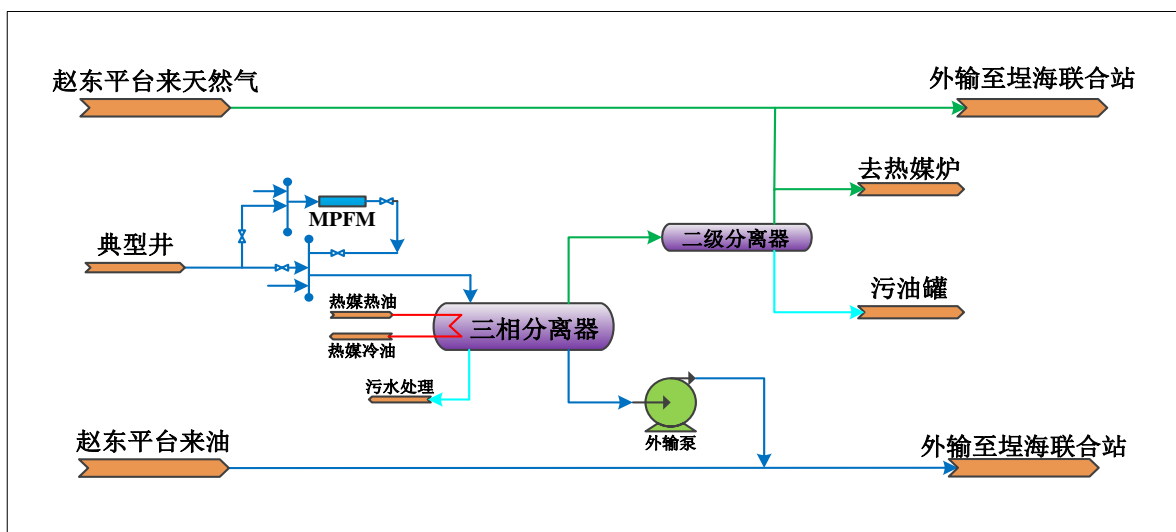 赵东平台来天然气
外输至埕海联合站
去热媒炉
MPFM
典型井
二级分离器
污油罐
热媒热油
三相分离器
热媒冷油
污水处理
外输泵
赵东平台来油
外输至埕海联合站